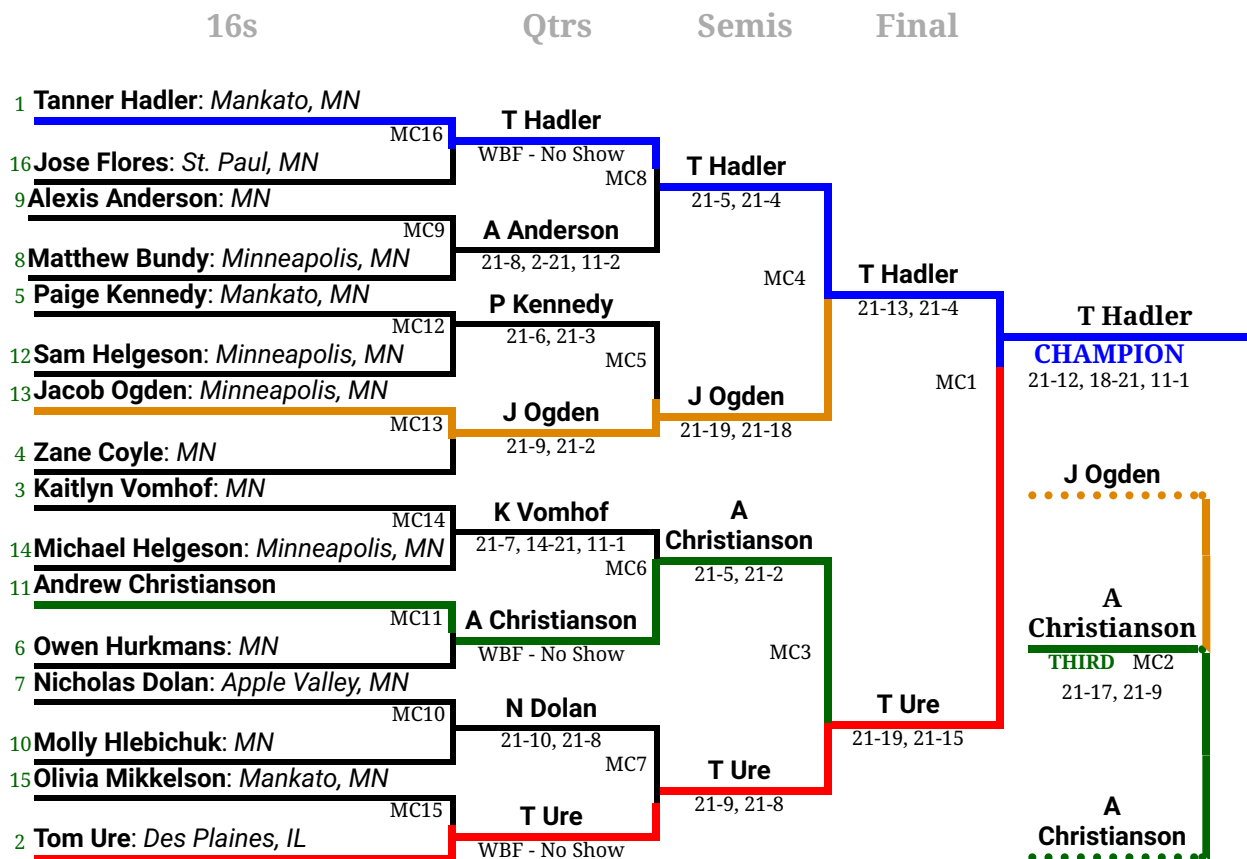 16s
Qtrs
Semis
Final
1 Tanner Hadler: Mankato, MN
MC16
16 Jose Flores: St. Paul, MN
9 Alexis Anderson: MN
MC9
8 Matthew Bundy: Minneapolis, MN
5 Paige Kennedy: Mankato, MN
MC12
12 Sam Helgeson: Minneapolis, MN
13 Jacob Ogden: Minneapolis, MN
MC13
4 Zane Coyle: MN
3 Kaitlyn Vomhof: MN
MC14
14 Michael Helgeson: Minneapolis, MN
11 Andrew Christianson
MC11
6 Owen Hurkmans: MN
7 Nicholas Dolan: Apple Valley, MN
MC10
10 Molly Hlebichuk: MN
15 Olivia Mikkelson: Mankato, MN
MC15
2 Tom Ure: Des Plaines, IL
T Hadler
WBF - No Show
MC8
A Anderson
21-8, 2-21, 11-2
P Kennedy
21-6, 21-3
MC5
J Ogden
21-9, 21-2
K Vomhof
21-7, 14-21, 11-1
MC6
A Christianson
WBF - No Show
N Dolan
21-10, 21-8
MC7
T Ure
WBF - No Show
T Hadler
21-5, 21-4
MC4
J Ogden
21-19, 21-18
A
Christianson
21-5, 21-2
MC3
T Ure
21-9, 21-8
T Hadler
21-13, 21-4
MC1
T Ure
21-19, 21-15
T Hadler
CHAMPION
21-12, 18-21, 11-1
J Ogden
A
Christianson
THIRD MC2
21-17, 21-9
A
Christianson